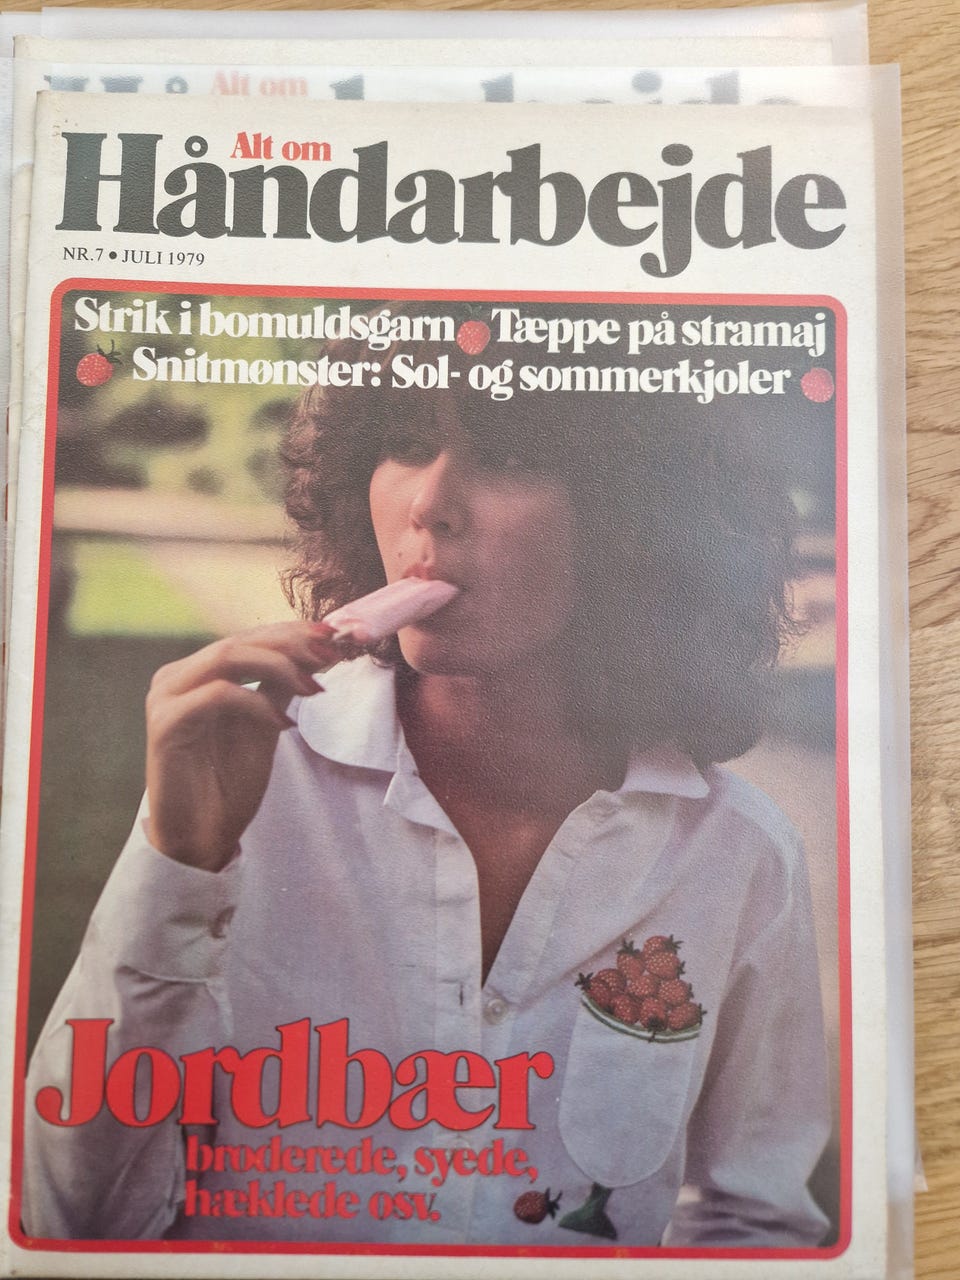 Alt om
Alt om
Håndarbejde
NR.7 • JULI 1979
Strik i bomuldsgarn Tæppe på stramaj
Snitmønster: Sol- og sommerkjoler
Jordbær
broderede, syede,
hæklede osv.